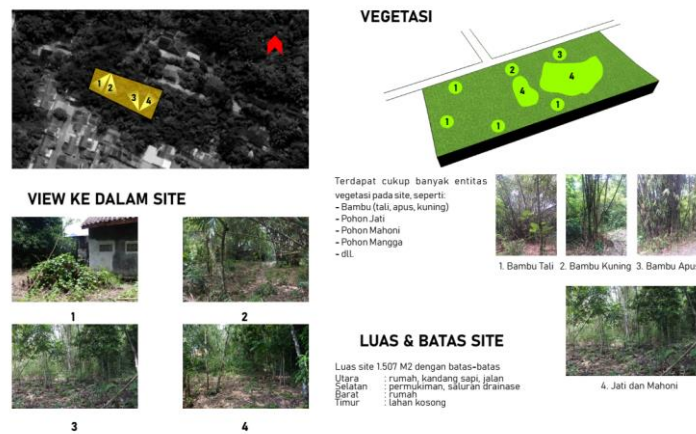 1
2
3
4
VIEW KE DALAM SITE
1
2
3
4
VEGETASI
3
2
1
4
4
1
1
1
Terdapat cukup banyak entitas
vegetasi pada site, seperti:
- Bambu (tali, apus, kuning)
- Pohon Jati
- Pohon Mahoni
- Pohon Mangga
- dll.
1. Bambu Tali
2. Bambu Kuning
3. Bambu Apus
4. Jati dan Mahoni
LUAS & BATAS SITE
Luas site 1.507 M2 dengan batas-batas
Utara : rumah, kandang sapi, jalan
Selatan : permukiman, saluran drainase
Barat : rumah
Timur : lahan kosong